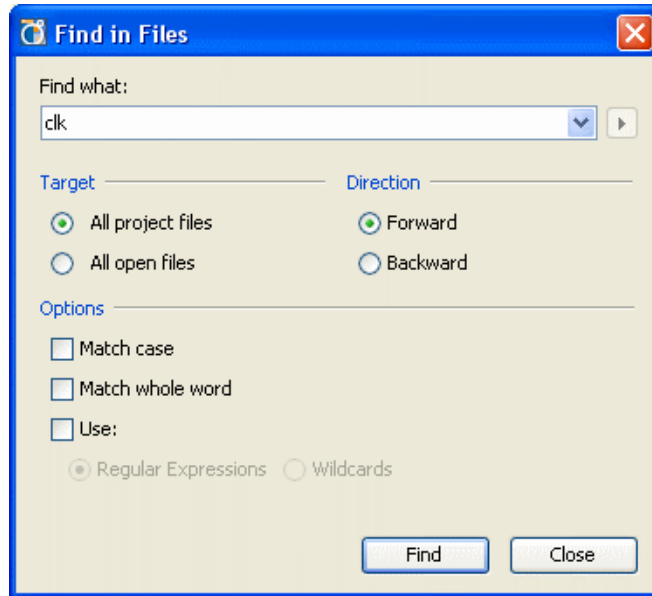 Find in Files
Find what:
clk
Target
Direction
All project files
Forward
All open files
Backward
Options
Match case
Match whole word
Use:
Regular Expressions
Wildcards
Find
Close